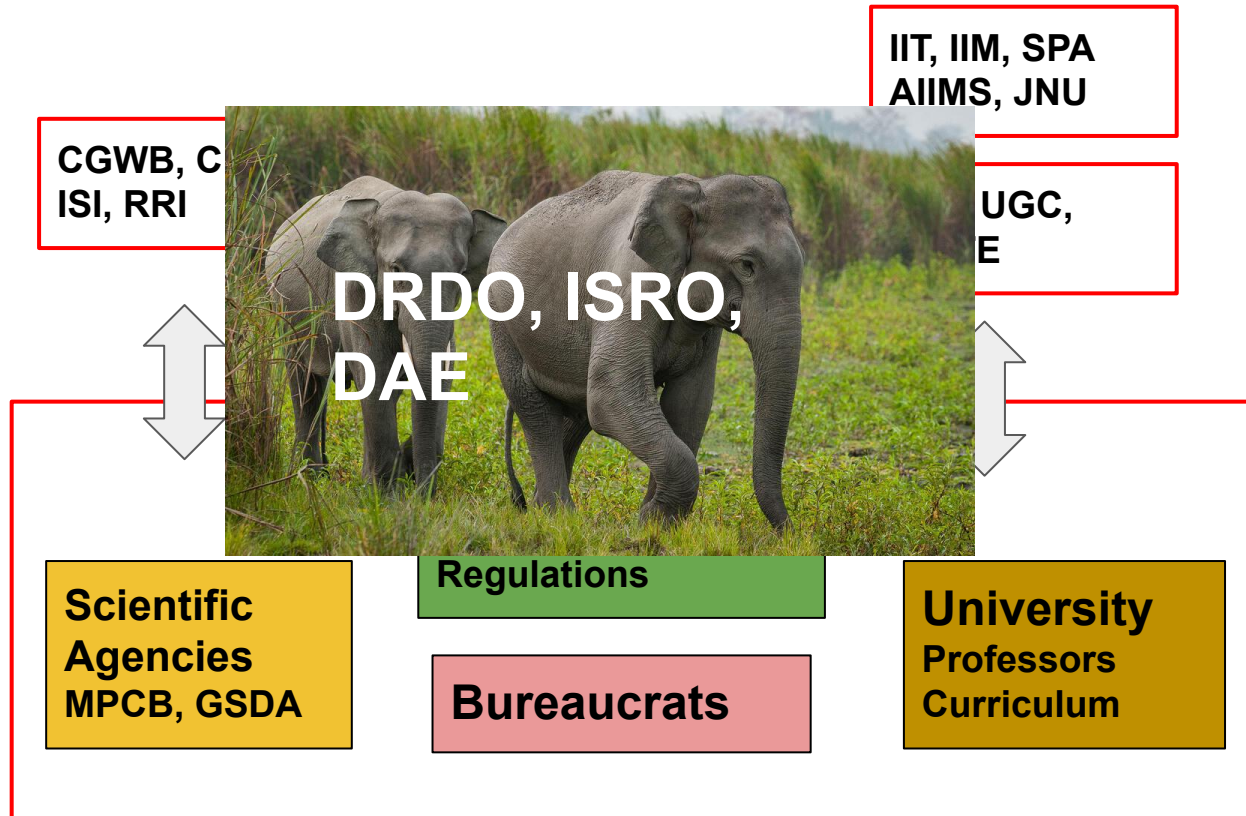 IIT, IIM, SPA
AIIMS, JNU
CGWB, C
ISI, RRI
UGC,
E
DRDO, ISRO,
DAE
Regulations
Scientific
Agencies
MPCB, GSDA
Bureaucrats
University
Professors
Curriculum